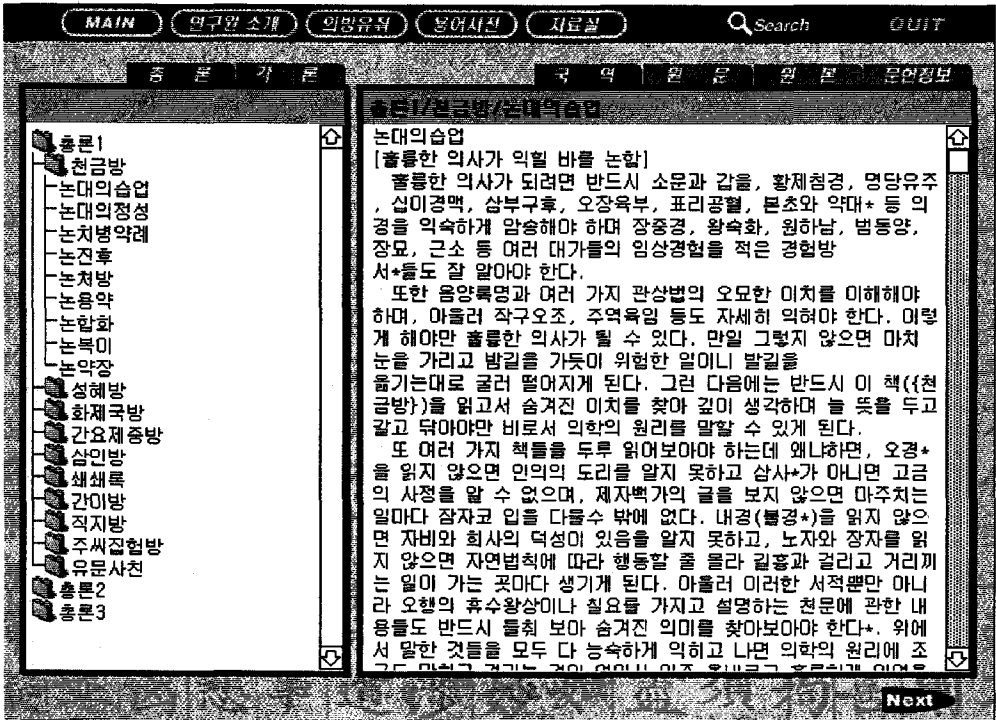 MAIN
연구원 소개
의방유취
용어사전
자료실
Search
QUIT
총 론
각 론
국 역
원 문
원 본
문헌정보
총론1
천금방
논대의습업
논대의정성
논치병약례
논진후
논처방
논용약
논합화
논복이
논약장
성혜방
화제국방
간요제중방
삼인방
쇄쇄록
간이방
직지방
주씨집험방
유문사친
총론2
총론3
총론1/천금방/논대의습업
논대의습업
[훌륭한 의사가 익힐 바를 논함]
훌륭한 의사가 되려면 반드시 소문과 갑을, 황제침경, 명당유주
, 십이경맥, 삼부구후, 오장육부, 표리공혈, 본초와 약대* 등 의
경을 익숙하게 암송해야 하며 장중경, 왕숙화, 원하남, 범동양,
장묘, 근소 등 여러 대가들의 임상경험을 적은 경험방
서*들도 잘 알아야 한다.
또한 음양록명과 여러 가지 관상법의 오묘한 이치를 이해해야
하며, 아울러 작구오조, 주역육임 등도 자세히 익혀야 한다. 이렇
게 해야만 훌륭한 의사가 될 수 있다. 만일 그렇지 않으면 마치
눈을 가리고 밤길을 가듯이 위험한 일이니 발길을
옮기는대로 굴러 떨어지게 된다. 그런 다음에는 반드시 이 책({천
금방})을 읽고서 숨겨진 이치를 찾아 깊이 생각하며 늘 뜻을 두고
갈고 닦아야만 비로서 의학의 원리를 말할 수 있게 된다.
또 여러 가지 책들을 두루 읽어보아야 하는데 왜냐하면, 오경*
을 읽지 않으면 인의의 도리를 알지 못하고 삼사*가 아니면 고금
의 사정을 알 수 없으며, 제자백가의 글을 보지 않으면 마주치는
일마다 잠자코 입을 다물수 밖에 없다. 내경(불경*)을 읽지 않으
면 자비와 희사의 덕성이 있음을 알지 못하고, 노자와 장자를 읽
지 않으면 자연법칙에 따라 행동할 줄 몰라 길흉과 걸리고 거리끼
는 일이 가는 곳마다 생기게 된다. 아울러 이러한 서적뿐만 아니
라 오행의 휴수왕상이나 칠요를 가지고 설명하는 천문에 관한 내
용들도 반드시 들춰 보아 숨겨진 의미를 찾아보아야 한다*. 위에
서 말한 것들을 모두 다 능숙하게 익히고 나면 의학의 원리에 조
Next